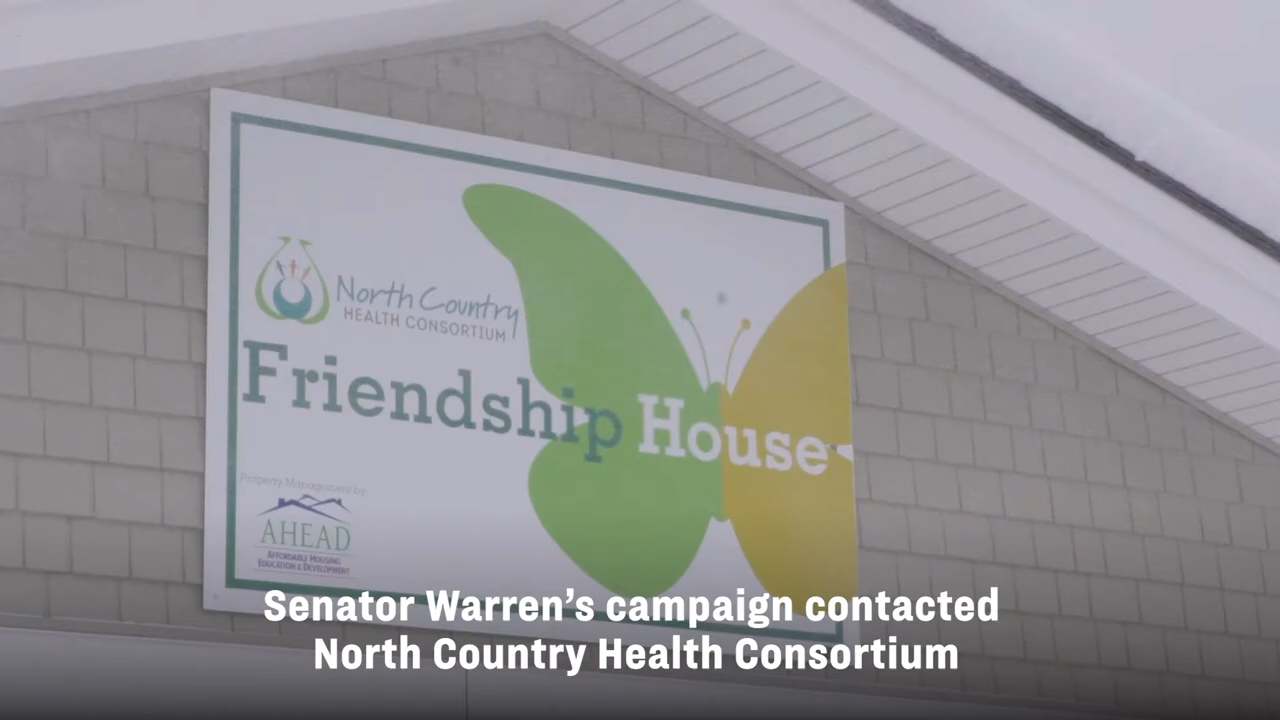 North Country
HEALTH CONSORTIUM
Friendship House
Property Management by:
AHEAD
AFFORDABLE HOUSING
EDUCATION & DEVELOPMENT
Senator Warren’s campaign contacted
North Country Health Consortium